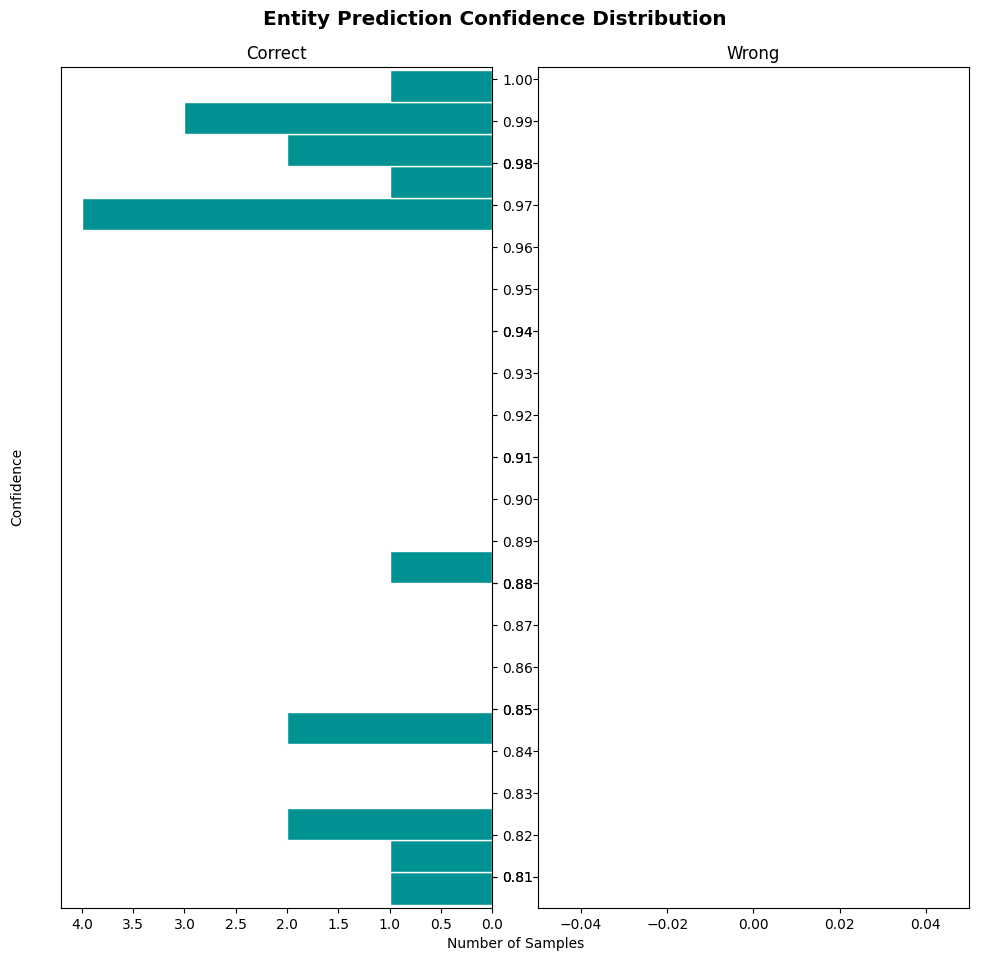 Entity Prediction Confidence Distribution
Correct
Wrong
1.00
0.99
0.98
0.97
0.96
0.95
0.94
0.93
0.92
0.91
0.90
0.89
0.88
0.87
0.86
0.85
0.84
0.83
0.82
0.81
Confidence
4.0 3.5 3.0 2.5 2.0 1.5 1.0 0.5 0.0
−0.04 −0.02 0.00 0.02 0.04
Number of Samples